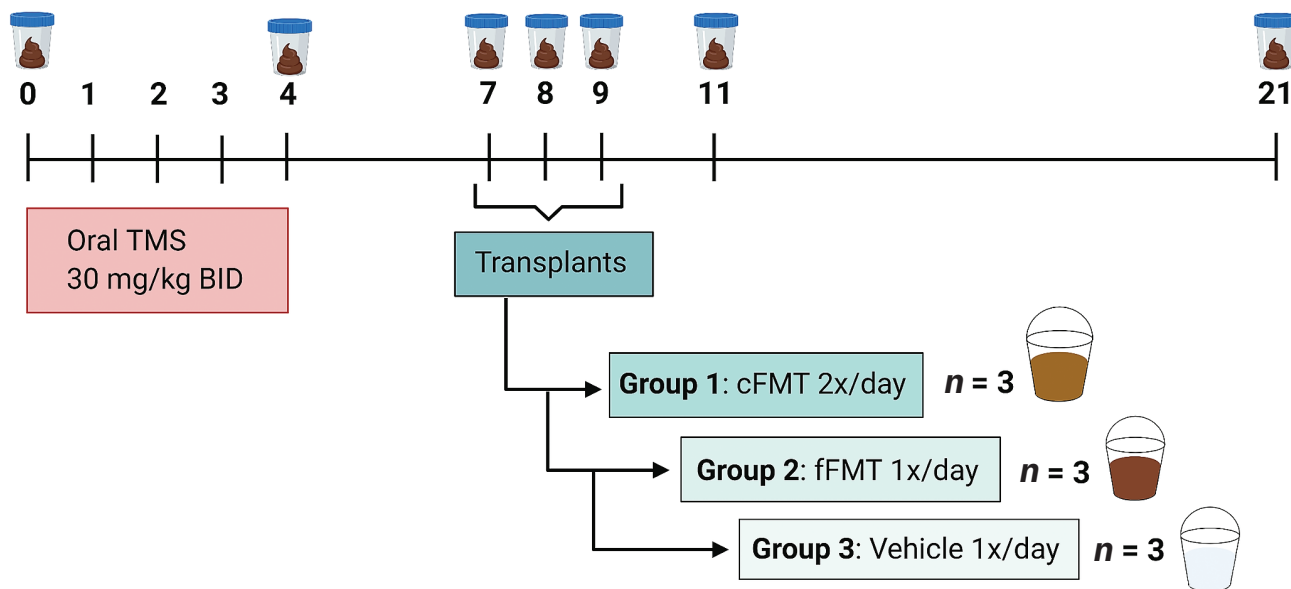 0 1 2 3 4 7 8 9 11 21
Oral TMS
30 mg/kg BID
Transplants
Group 1: cFMT 2x/day n = 3
Group 2: fFMT 1x/day n = 3
Group 3: Vehicle 1x/day n = 3